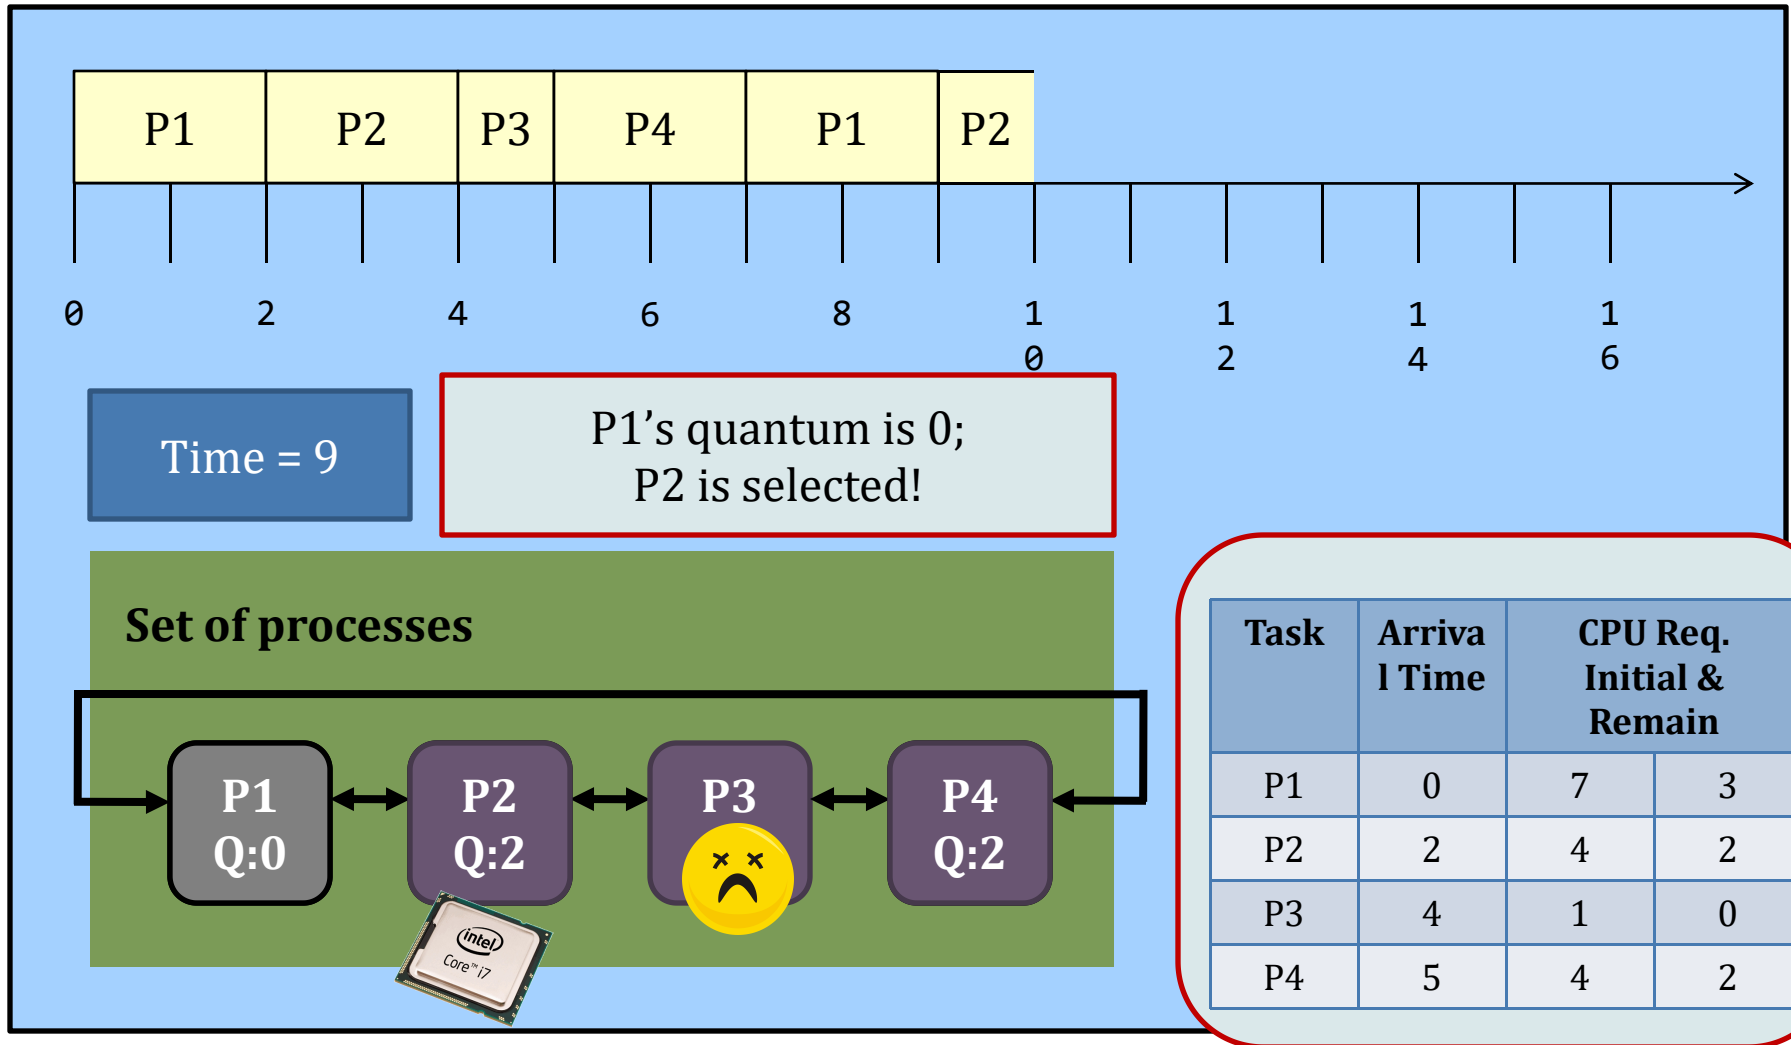 P1 P2 P3 P4 P1 P2
0 2 4 6 8 1 1 1 1
0 2 4 6
Time = 9
P1’s quantum is 0;
P2 is selected!
Set of processes
P1 P2 P3 P4
Q:0 Q:2 Q:2
intel
Core™ i7
Task Arriva CPU Req.
l Time Initial &
Remain
P1 0 7 3
P2 2 4 2
P3 4 1 0
P4 5 4 2